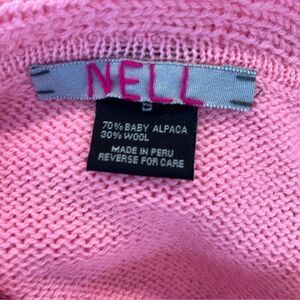 NELL
S
70% BABY ALPACA
30% WOOL
MADE IN PERU
REVERSE FOR CARE